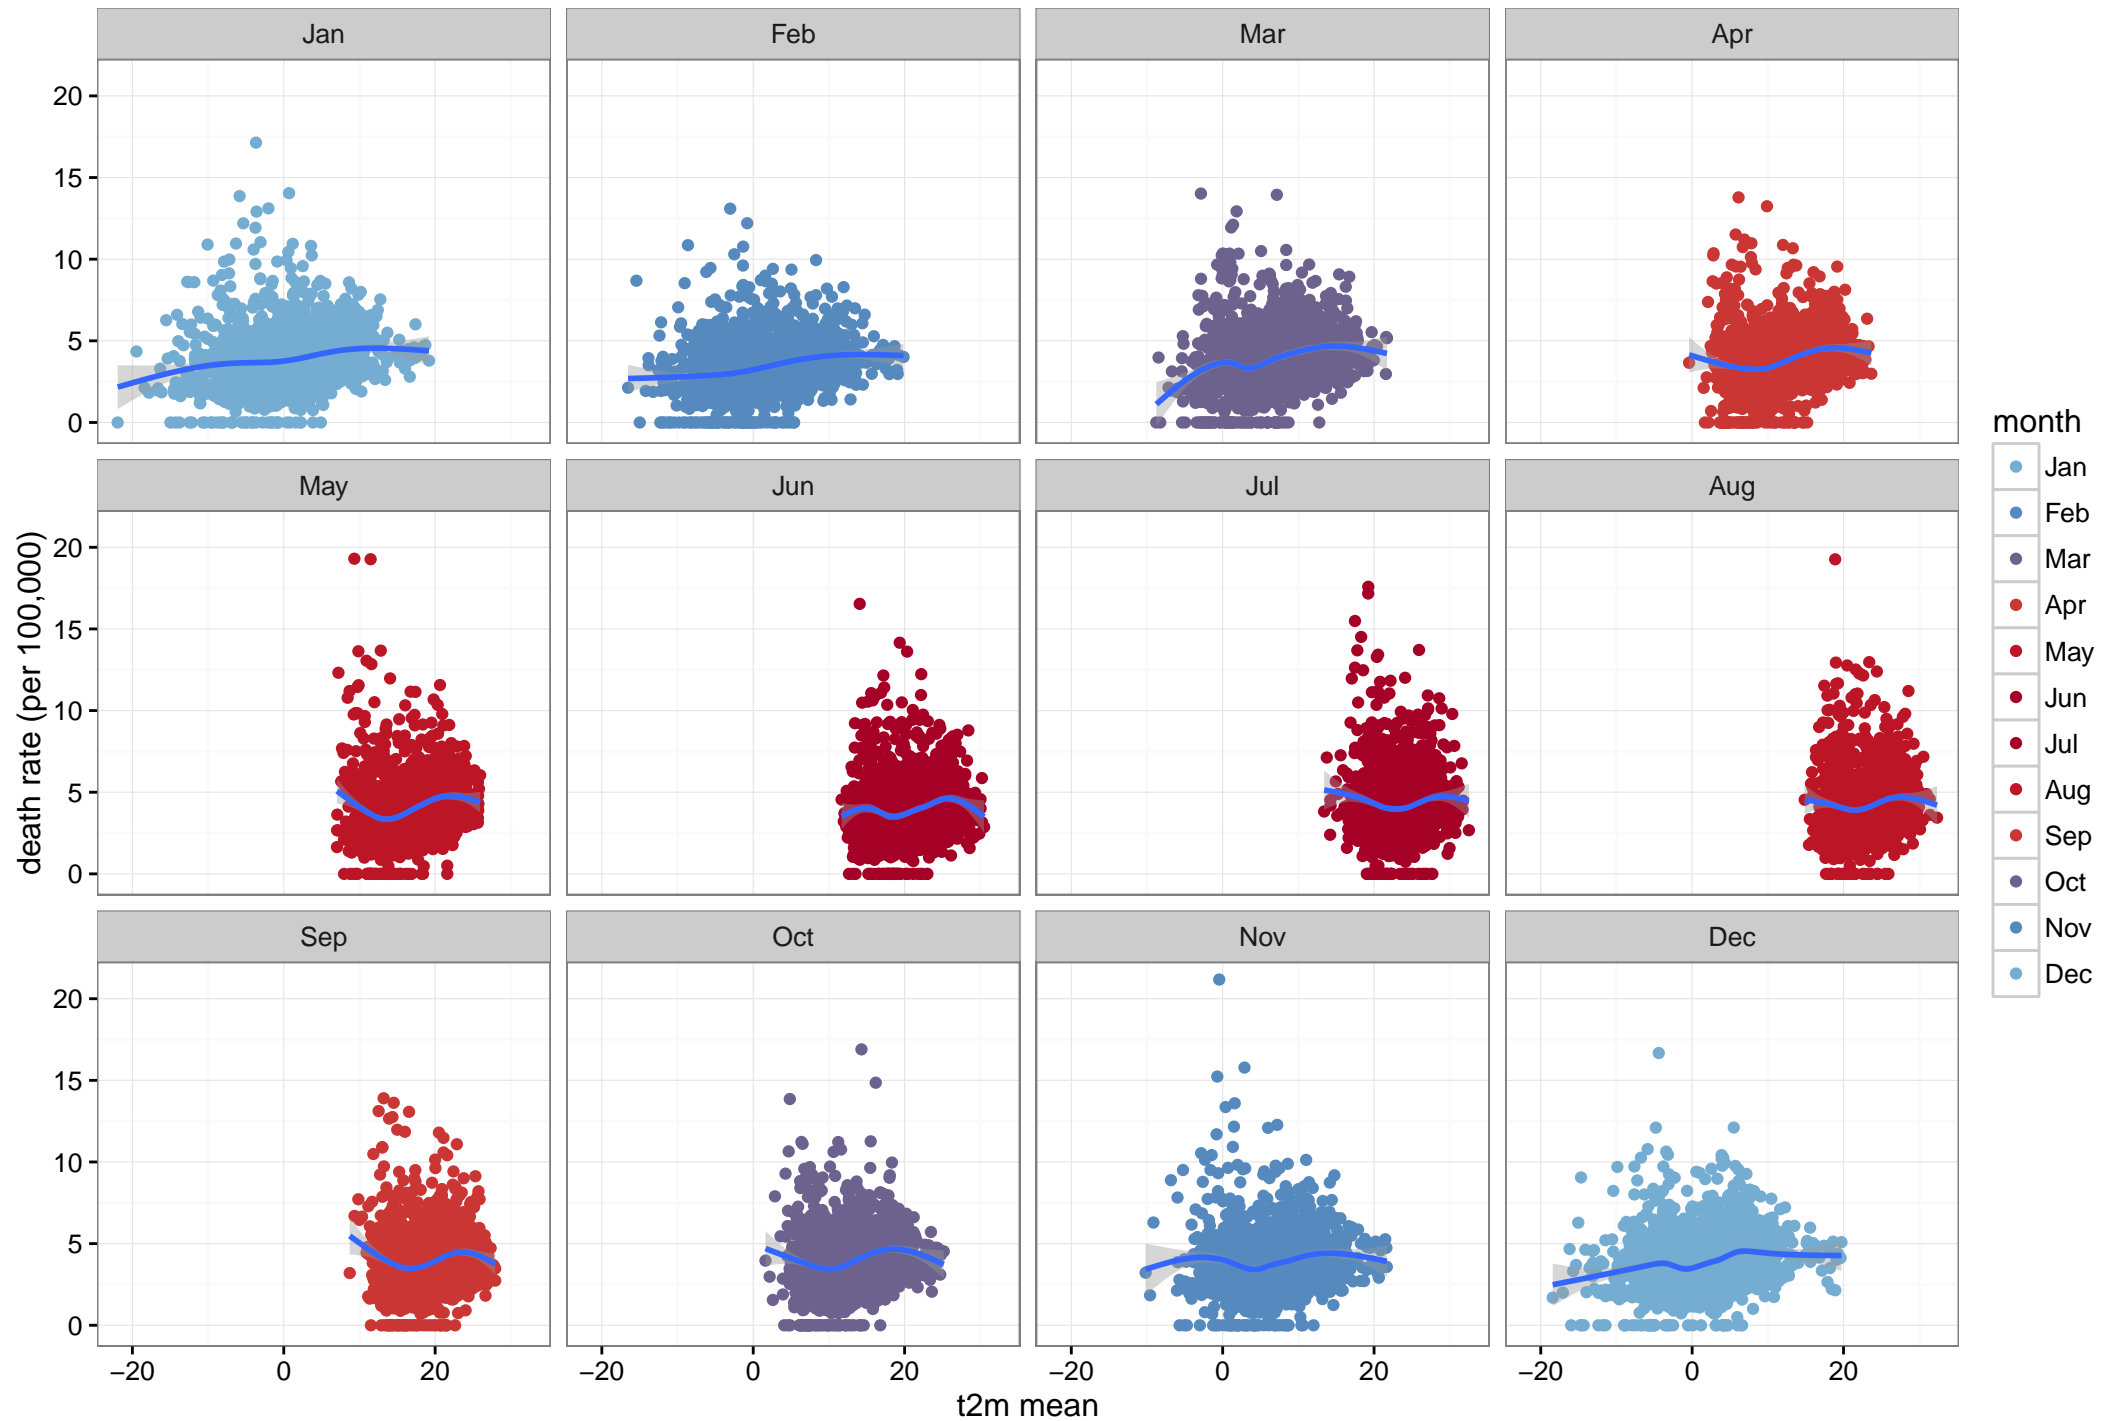 Jan Feb Mar Apr
20
15
10
5
0
May Jun Jul Aug
20
15
10
5
0
death rate (per 100,000)
Sep Oct Nov Dec
20
15
10
5
0
−20 0 20 −20 0 20 −20 0 20 −20 0 20
t2m mean
month
Jan
Feb
Mar
Apr
May
Jun
Jul
Aug
Sep
Oct
Nov
Dec